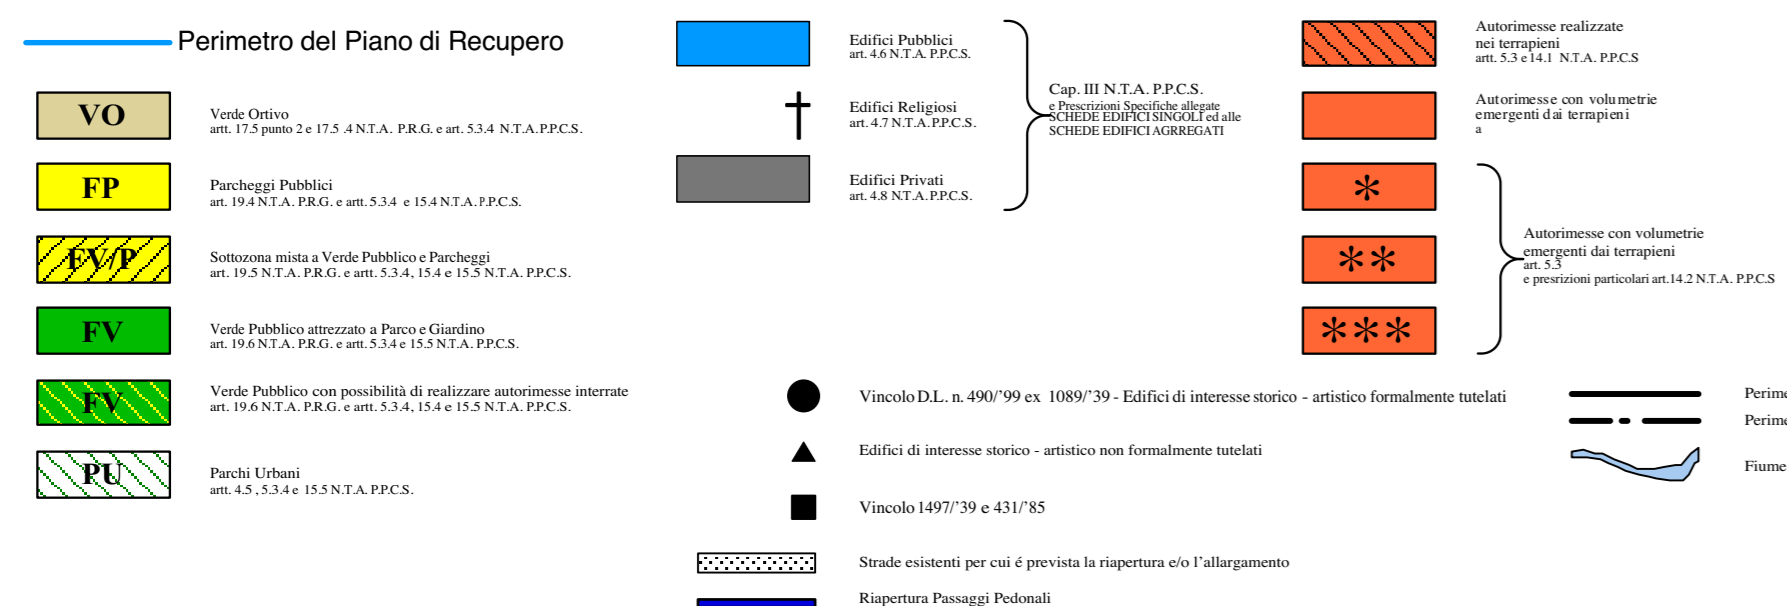 Perimetro del Piano di Recupero
VO
Verde Ortivo
artt. 17.5 punto 2 e 17.5 .4 N.T.A. P.R.G. e art. 5.3.4 N.T.A. P.P.C.S.
FP
Parcheggi Pubblici
art. 19.4 N.T.A. P.R.G. e artt. 5.3.4 e 15.4 N.T.A. P.P.C.S.
FV/P
Sottozona mista a Verde Pubblico e Parcheggi
art. 19.5 N.T.A. P.R.G. e artt. 5.3.4, 15.4 e 15.5 N.T.A. P.P.C.S.
FV
Verde Pubblico attrezzato a Parco e Giardino
art. 19.6 N.T.A. P.R.G. e artt. 5.3.4 e 15.5 N.T.A. P.P.C.S.
FV
Verde Pubblico con possibilità di realizzare autorimesse interrate
art. 19.6 N.T.A. P.R.G. e artt. 5.3.4, 15.4 e 15.5 N.T.A. P.P.C.S.
PU
Parchi Urbani
artt. 4.5 , 5.3.4 e 15.5 N.T.A. P.P.C.S.
Edifici Pubblici
art. 4.6 N.T.A. P.P.C.S.
Edifici Religiosi
art. 4.7 N.T.A. P.P.C.S.
Edifici Privati
art. 4.8 N.T.A. P.P.C.S.
Cap. III N.T.A. P.P.C.S.
e Prescrizioni Specifiche allegate
SCHEDE EDIFICI SINGOLI ed alle
SCHEDE EDIFICI AGRREGATI
Autorimesse realizzate
nei terrapieni
artt. 5.3 e 14.1 N.T.A. P.P.C.S
Autorimesse con volumetrie
emergenti dai terrapieni
a
*
**
***
Autorimesse con volumetrie
emergenti dai terrapieni
art. 5.3
e presrizioni particolari art.14.2 N.T.A. P.P.C.S
Vincolo D.L. n. 490/'99 ex 1089/'39 - Edifici di interesse storico - artistico formalmente tutelati
Edifici di interesse storico - artistico non formalmente tutelati
Vincolo 1497/'39 e 431/'85
Strade esistenti per cui é prevista la riapertura e/o l'allargamento
Riapertura Passaggi Pedonali
Perime
Perime
Fiume